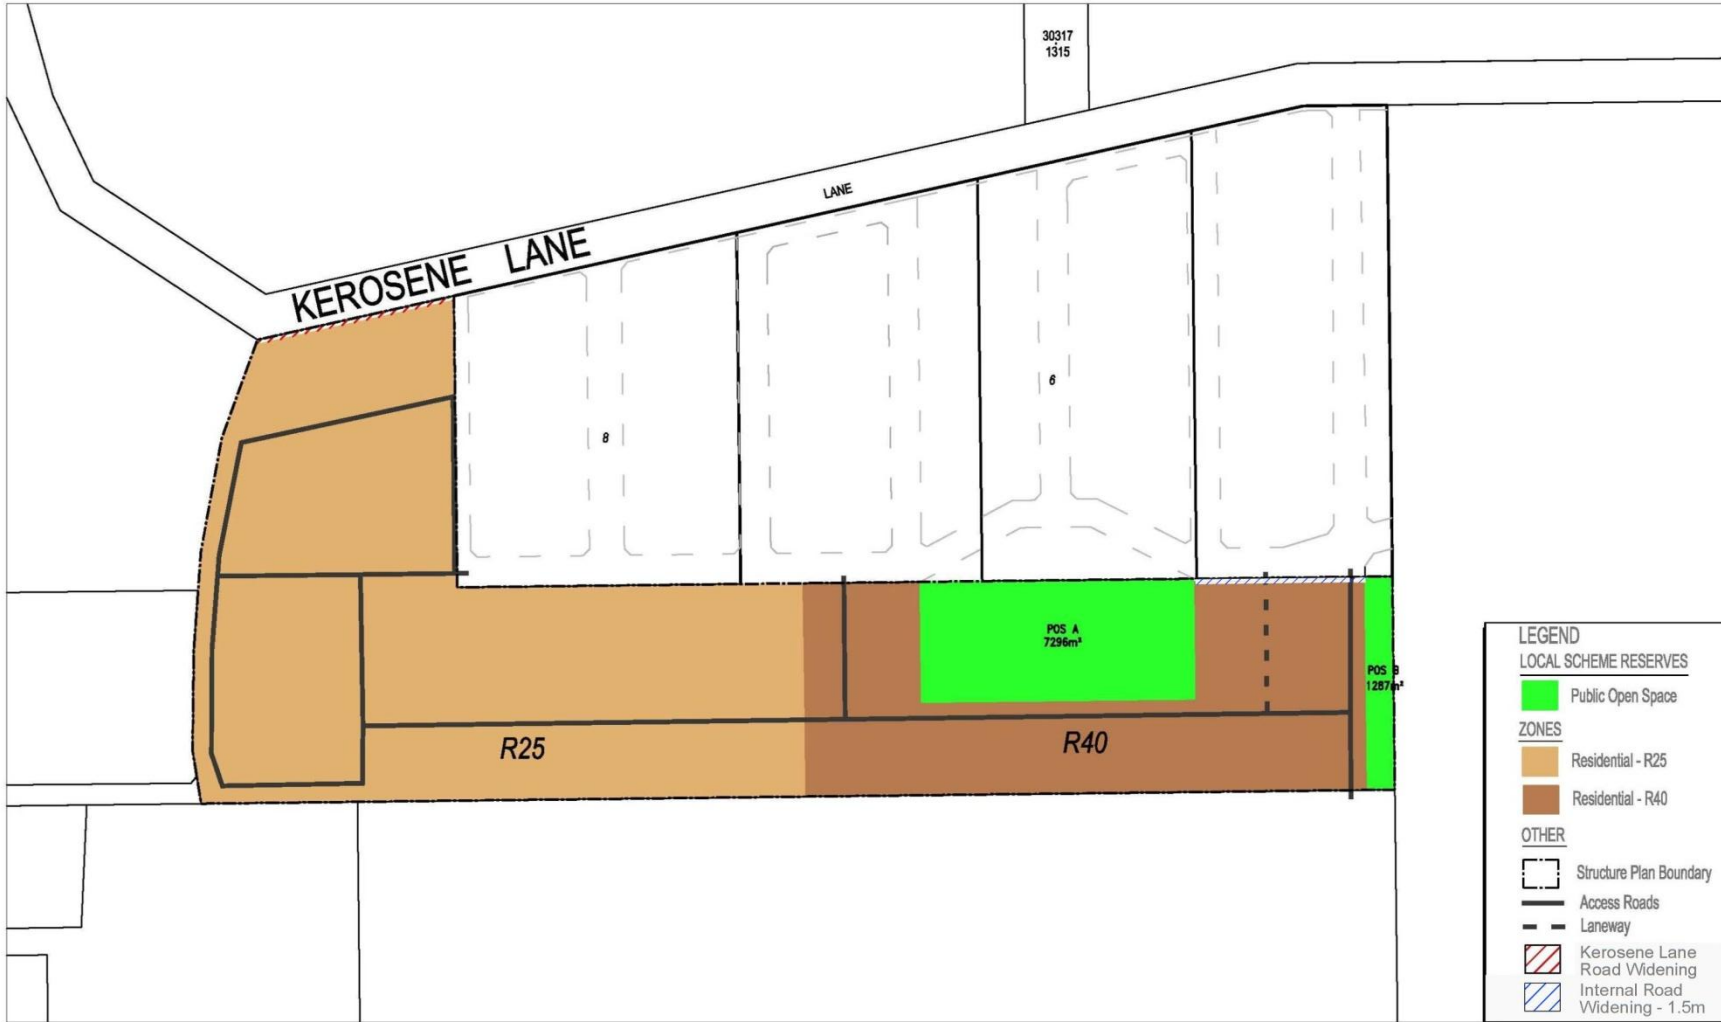 30317
1315
LANE
KEROSENE LANE
6
8
POS A
7296m²
POS B
1287m²
R25
R40
LEGEND
LOCAL SCHEME RESERVES
Public Open Space
ZONES
Residential - R25
Residential - R40
OTHER
Structure Plan Boundary
Access Roads
Laneway
Kerosene Lane
Road Widening
Internal Road
Widening - 1.5m